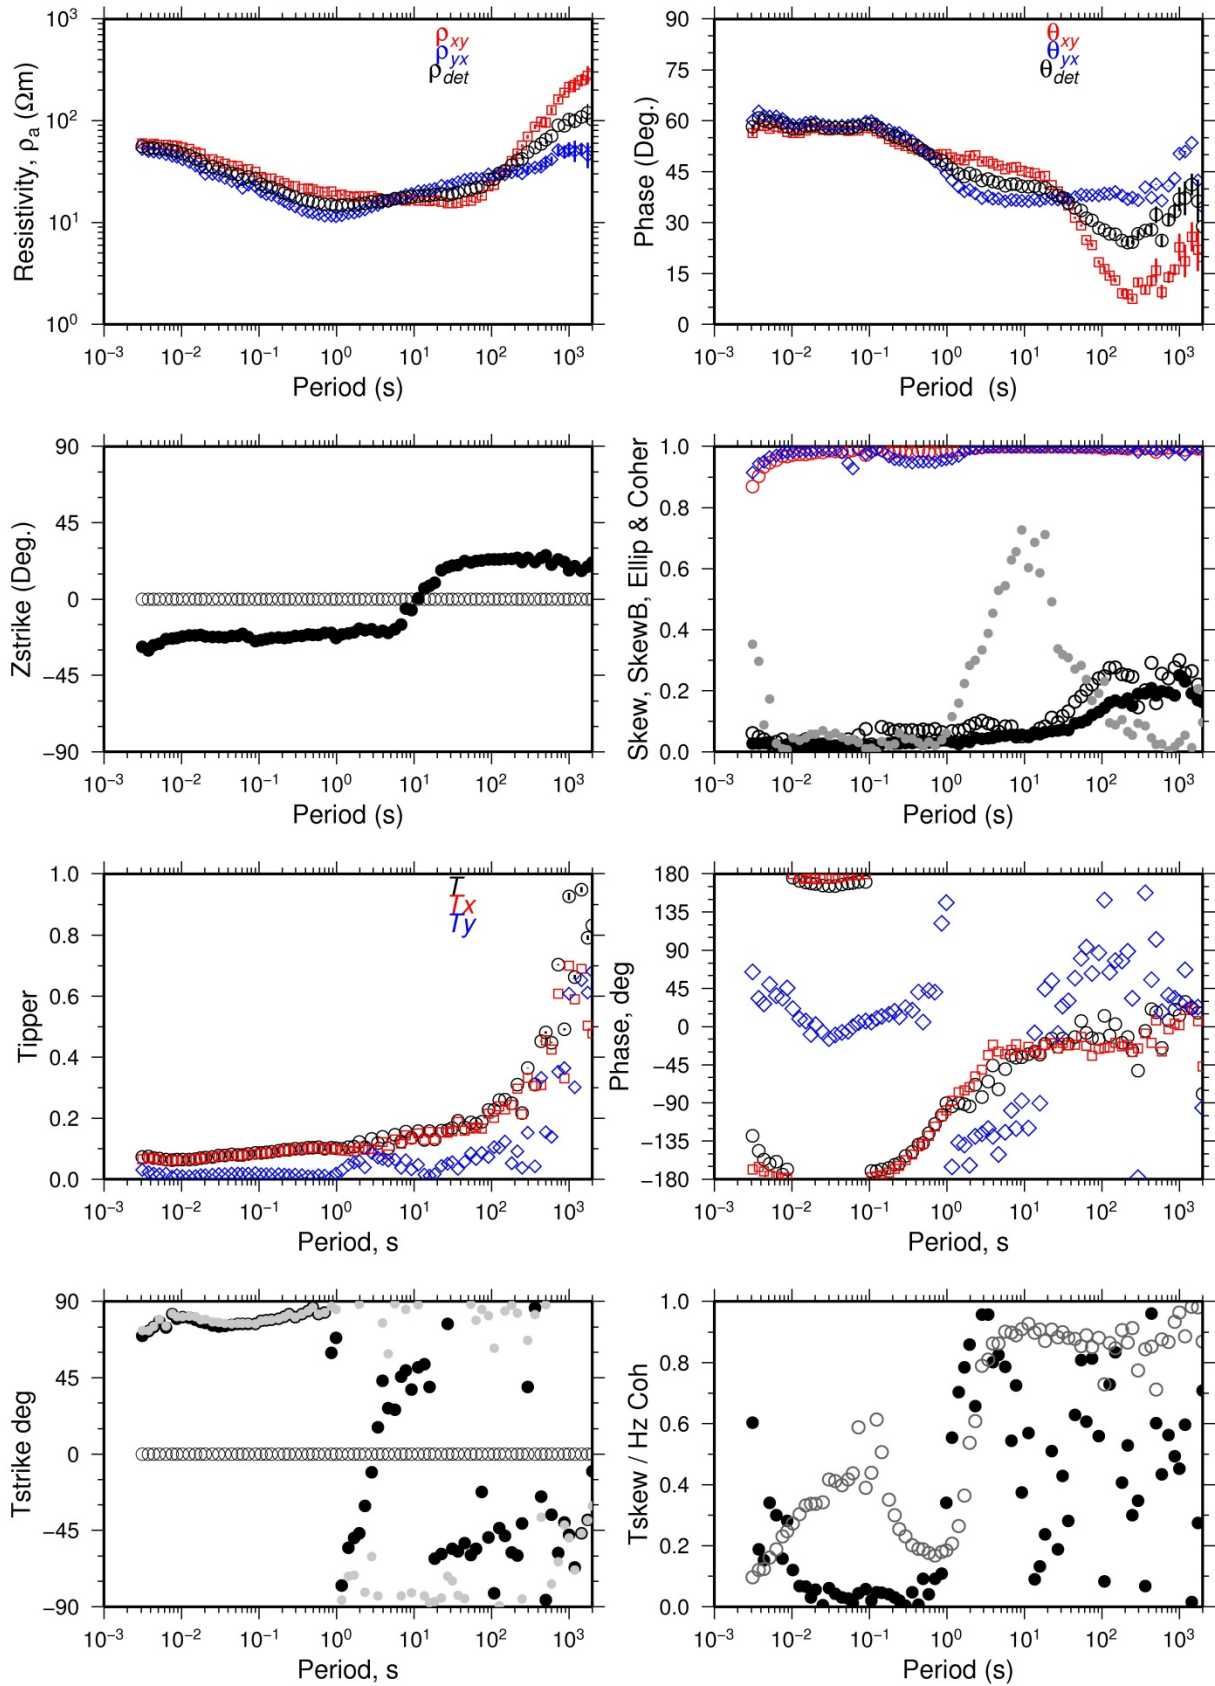 10³
10²
10¹
10⁰
Resistivity, ρₐ (Ωm)
ρxy
ρyx
ρdet
10⁻³ 10⁻² 10⁻¹ 10⁰ 10¹ 10² 10³
Period (s)
90
75
60
45
30
15
0
Phase (Deg.)
θxy
θyx
θdet
10⁻³ 10⁻² 10⁻¹ 10⁰ 10¹ 10² 10³
Period (s)
90
45
0
−45
−90
Zstrike (Deg.)
10⁻³ 10⁻² 10⁻¹ 10⁰ 10¹ 10² 10³
Period (s)
1.0
0.8
0.6
0.4
0.2
0.0
Skew, SkewB, Ellip & Coher
10⁻³ 10⁻² 10⁻¹ 10⁰ 10¹ 10² 10³
Period (s)
1.0
0.8
0.6
0.4
0.2
0.0
Tipper
T
Tx
Ty
10⁻³ 10⁻² 10⁻¹ 10⁰ 10¹ 10² 10³
Period, s
180
135
90
45
0
−45
−90
−135
−180
Phase, deg
10⁻³ 10⁻² 10⁻¹ 10⁰ 10¹ 10² 10³
Period, s
90
45
0
−45
−90
Tstrike deg
10⁻³ 10⁻² 10⁻¹ 10⁰ 10¹ 10² 10³
Period, s
1.0
0.8
0.6
0.4
0.2
0.0
Tskew / Hz Coh
10⁻³ 10⁻² 10⁻¹ 10⁰ 10¹ 10² 10³
Period (s)